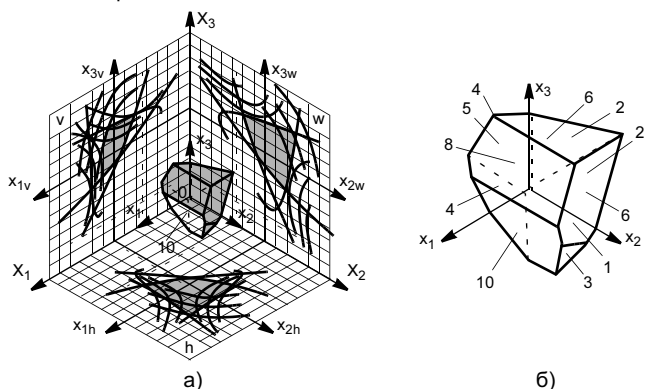 X₃
x₃ᵥ
x₃w
v
w
x₃
x₁ᵥ
0
x₂w
x₁
x₂
10
X₁
X₂
x₁h
x₂h
h
а)
x₃
4
6
2
5
2
8
4
6
x₁
x₂
10
1
3
б)